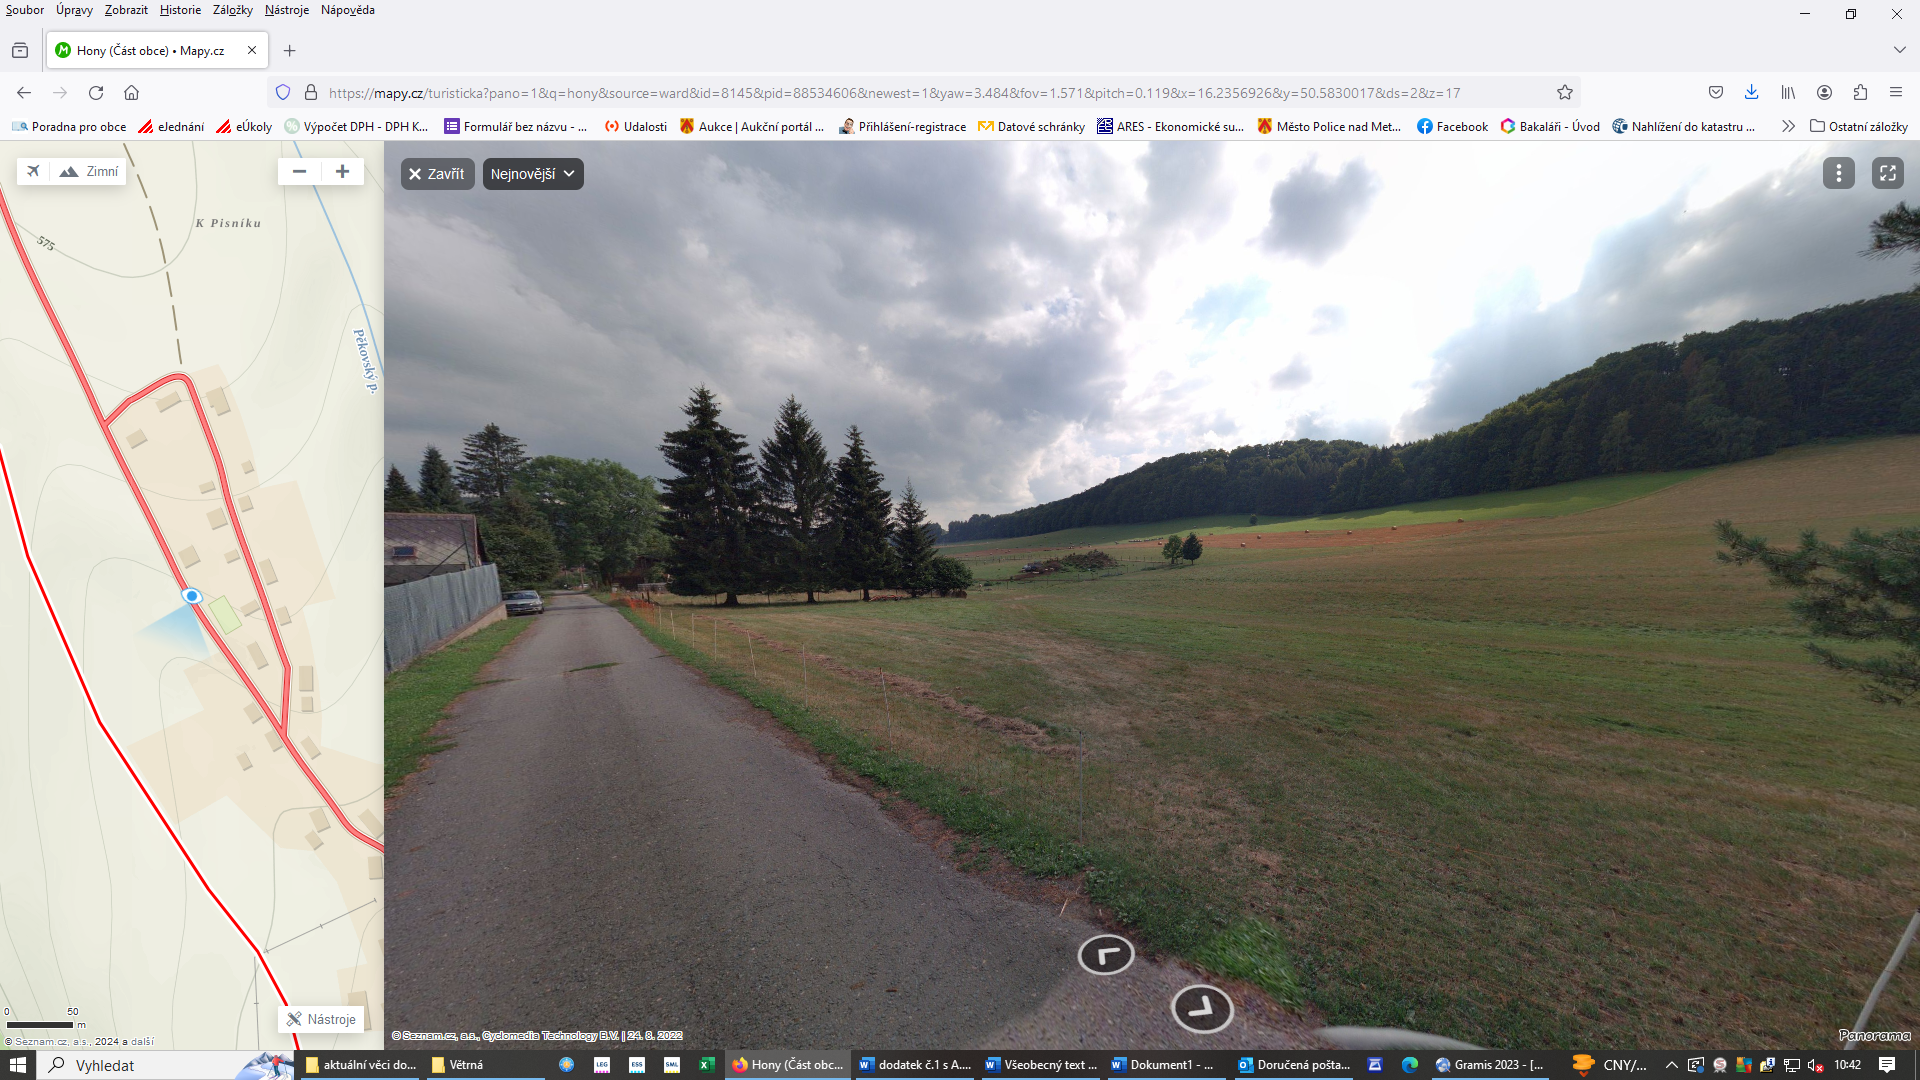 Soubor Úpravy Zobrazit Historie Záložky Nástroje Nápověda
Hony (Část obce) • Mapy.cz
https://mapy.cz/turisticka?pano=1&q=hony&source=ward&id=8145&pid=88534606&newest=1&yaw=3.484&fov=1.571&pitch=0.119&x=16.2356926&y=50.5830017&ds=2&z=17
Poradna pro obce eJednání eÚkoly Výpočet DPH - DPH K... Formulář bez názvu - ... Udalosti Aukce | Aukční portál ... Přihlášení-registrace Datové schránky ARES - Ekonomické su... Město Police nad Met... Facebook Bakaláři - Úvod Nahlížení do katastru ... Ostatní záložky
Zimní
Zavřít Nejnovější
K Pisníku
575
Pěkovský p.
0 50
m
Nástroje
© Seznam.cz, a.s., 2024 a další
© Seznam.cz, a.s., Cyclomedia Technology B.V. | 24. 8. 2022
Panorama
Vyhledat aktuální věci do... Větrná LEG ESS SML Hony (Část obc... dodatek č.1 s A.... Všeobecný text ... Dokument1 - ... Doručená pošta... Gramis 2023 - [... CNY/... 10:42